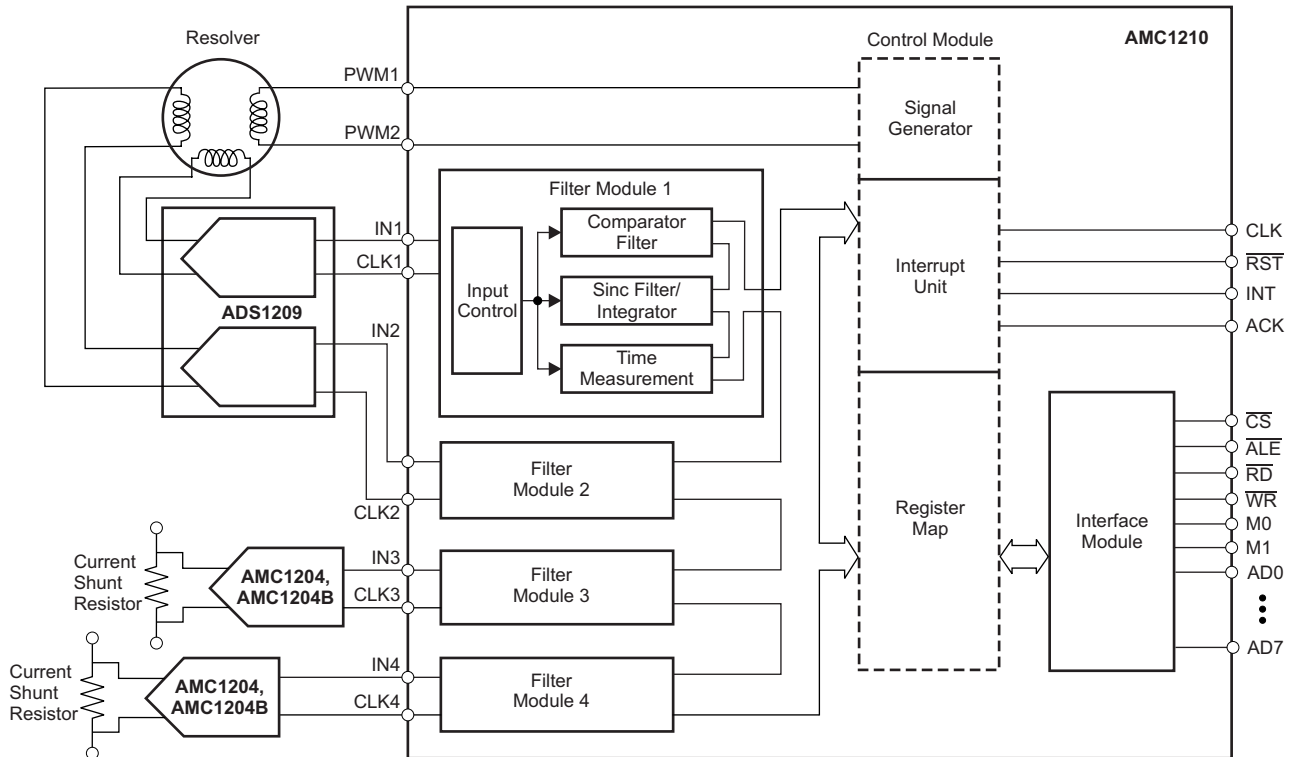 Resolver
Control Module
AMC1210
PWM1
PWM2
Signal
Generator
Filter Module 1
IN1
CLK1
Input
Control
Comparator
Filter
Sinc Filter/
Integrator
Time
Measurement
ADS1209
IN2
CLK2
Interrupt
Unit
CLK
RST
INT
ACK
Filter
Module 2
Register
Map
Interface
Module
CS
ALE
RD
WR
M0
M1
AD0
AD7
Current
Shunt
Resistor
AMC1204,
AMC1204B
IN3
CLK3
Filter
Module 3
Current
Shunt
Resistor
AMC1204,
AMC1204B
IN4
CLK4
Filter
Module 4